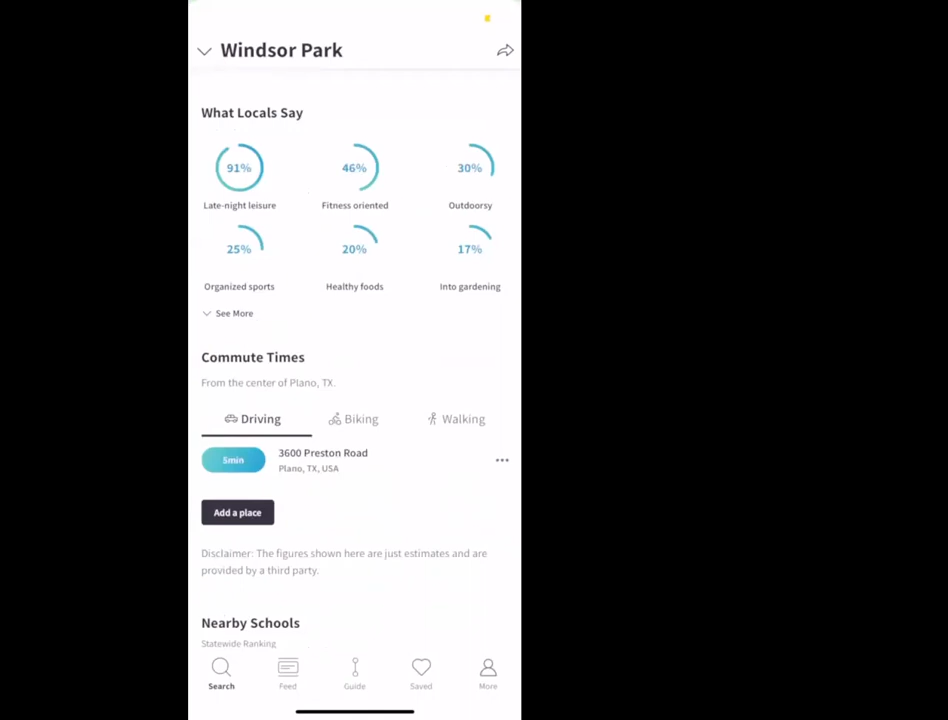 Windsor Park
What Locals Say
91%
46%
30%
Late-night leisure
Fitness oriented
Outdoorsy
25%
20%
17%
Organized sports
Healthy foods
Into gardening
See More
Commute Times
From the center of Plano, TX.
Driving
Biking
Walking
5min
3600 Preston Road
Plano, TX, USA
Add a place
Disclaimer: The figures shown here are just estimates and are
provided by a third party.
Nearby Schools
Statewide Ranking
Search
Feed
Guide
Saved
More